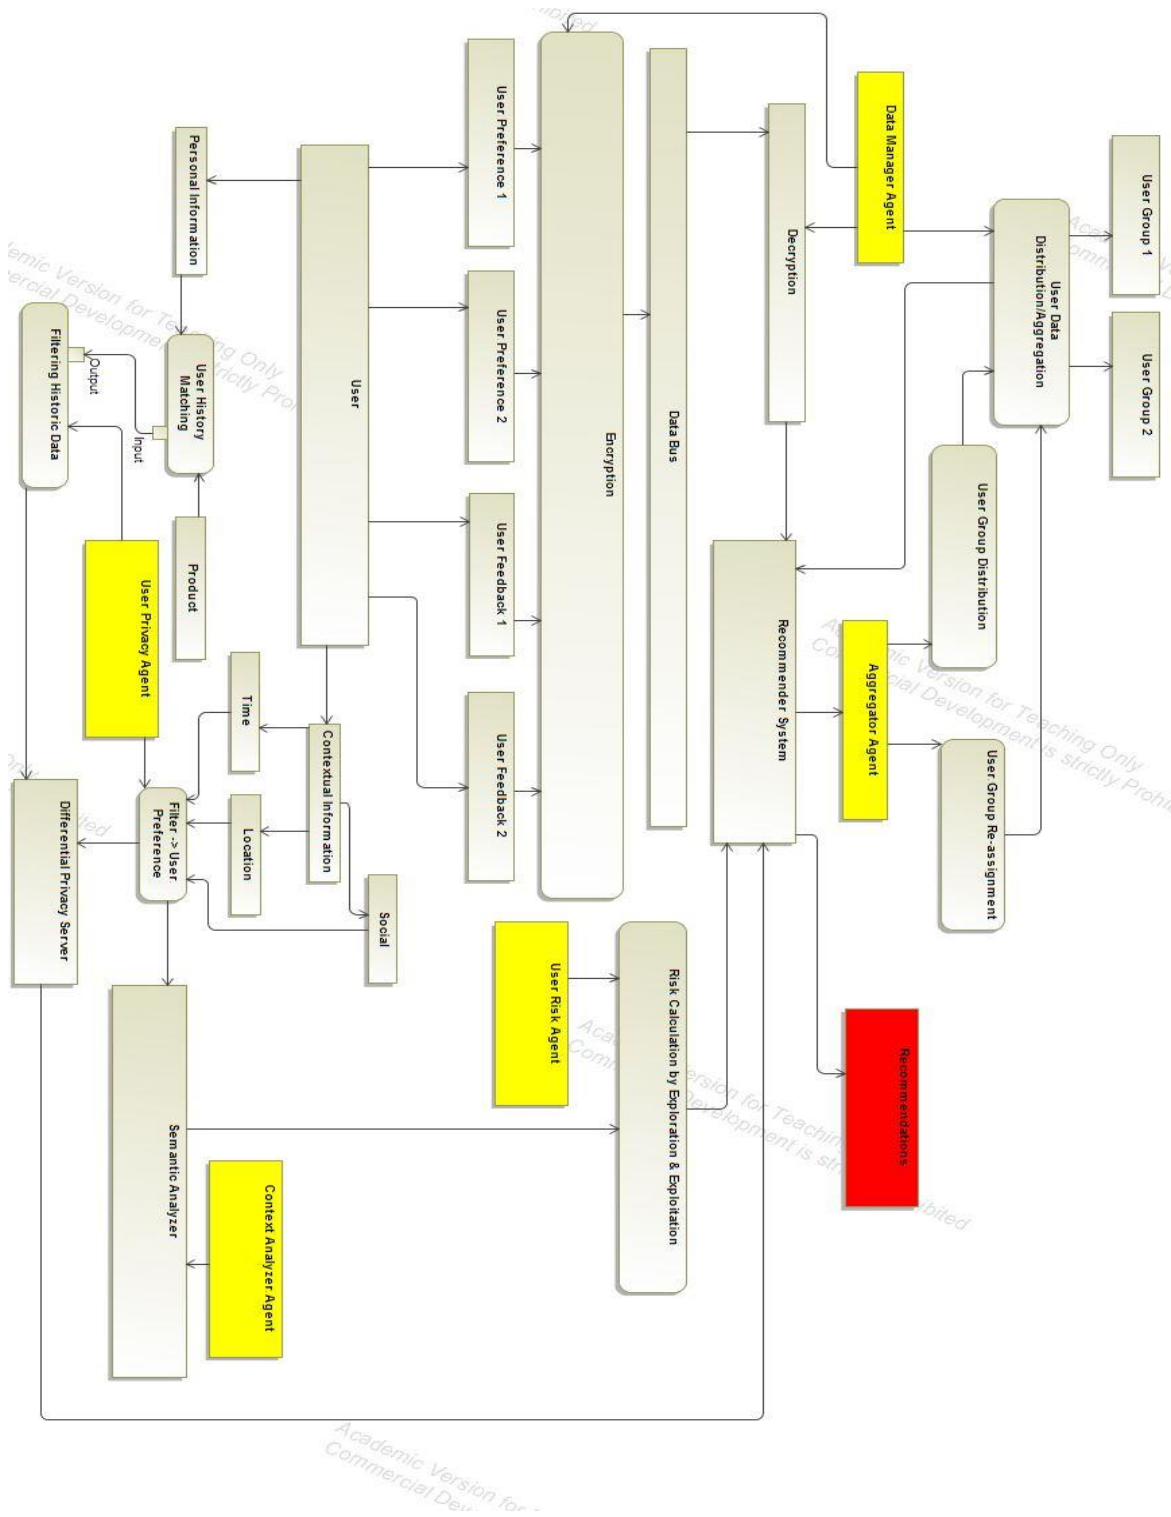 User Group 1
User Group 2
User Data
Distribution/Aggregation
User Group Distribution
User Group Re-assignment
Data Manager Agent
Aggregator Agent
Recommendations
Decryption
Recommender System
Data Bus
Encryption
Risk Calculation by Exploration & Exploitation
User Preference 1
User Preference 2
User Feedback 1
User Feedback 2
User Risk Agent
User
Contextual Information
Social
Time
Location
Context Analyzer Agent
Personal Information
User History
Matching
Product
Input
Output
Filter -> User
Preference
Semantic Analyzer
User Privacy Agent
Filtering Historic Data
Differential Privacy Server
Academic Version for Teaching Only
Commercial Development is strictly Prohibited